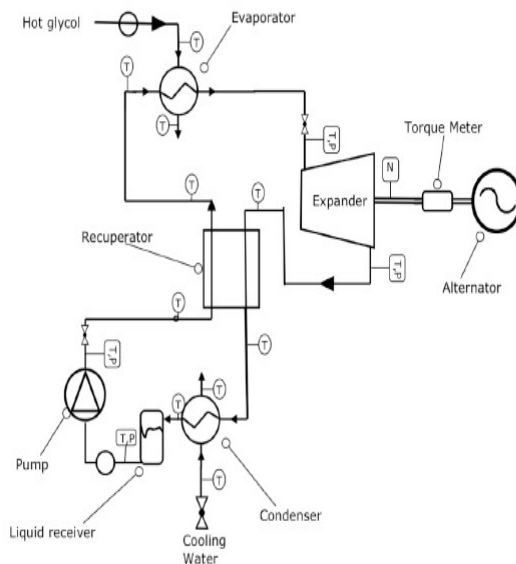 Hot glycol
Evaporator
T
T
T
T,P
Torque Meter
N
Expander
Alternator
T
T
Recuperator
T,P
T
T
T,P
T
T
T,P
Pump
T
Liquid receiver
Condenser
Cooling
Water